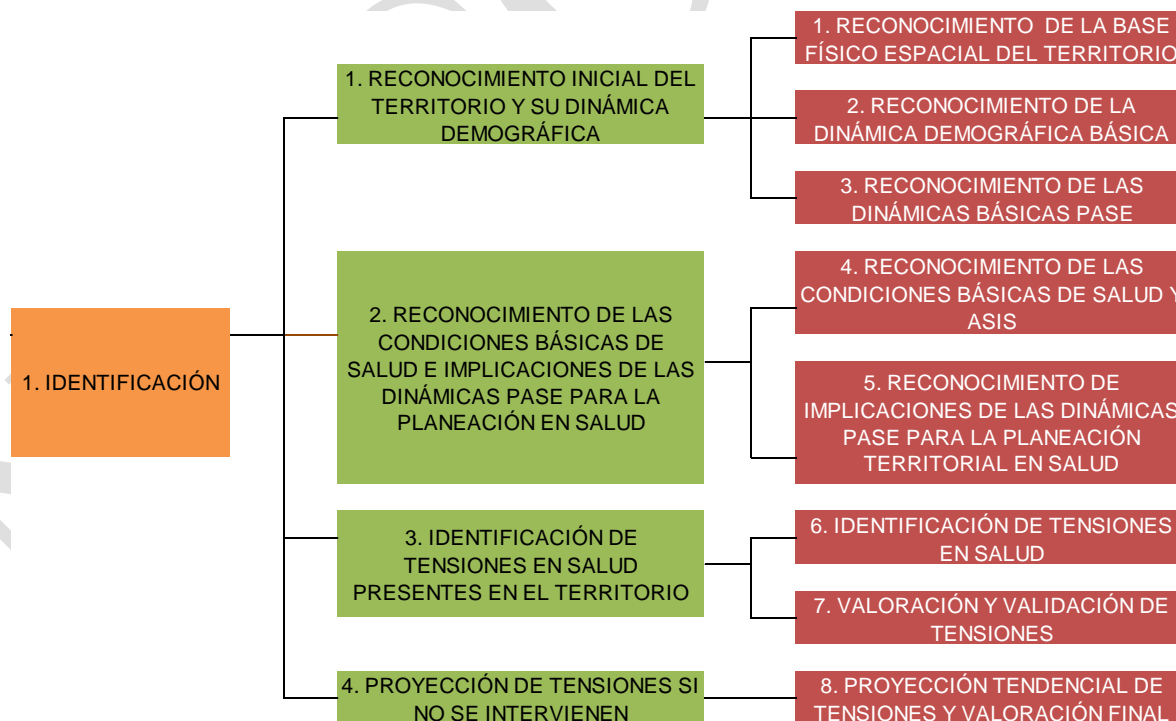 1. IDENTIFICACIÓN
1. RECONOCIMIENTO INICIAL DEL
TERRITORIO Y SU DINÁMICA
DEMOGRÁFICA
1. RECONOCIMIENTO DE LA BASE
FÍSICO ESPACIAL DEL TERRITORIO
2. RECONOCIMIENTO DE LA
DINÁMICA DEMOGRÁFICA BÁSICA
3. RECONOCIMIENTO DE LAS
DINÁMICAS BÁSICAS PASE
2. RECONOCIMIENTO DE LAS
CONDICIONES BÁSICAS DE
SALUD E IMPLICACIONES DE LAS
DINÁMICAS PASE PARA LA
PLANEACIÓN EN SALUD
4. RECONOCIMIENTO DE LAS
CONDICIONES BÁSICAS DE SALUD Y
ASIS
5. RECONOCIMIENTO DE
IMPLICACIONES DE LAS DINÁMICAS
PASE PARA LA PLANEACIÓN
TERRITORIAL EN SALUD
3. IDENTIFICACIÓN DE
TENSIONES EN SALUD
PRESENTES EN EL TERRITORIO
6. IDENTIFICACIÓN DE TENSIONES
EN SALUD
7. VALORACIÓN Y VALIDACIÓN DE
TENSIONES
4. PROYECCIÓN DE TENSIONES SI
NO SE INTERVIENEN
8. PROYECCIÓN TENDENCIAL DE
TENSIONES Y VALORACIÓN FINAL